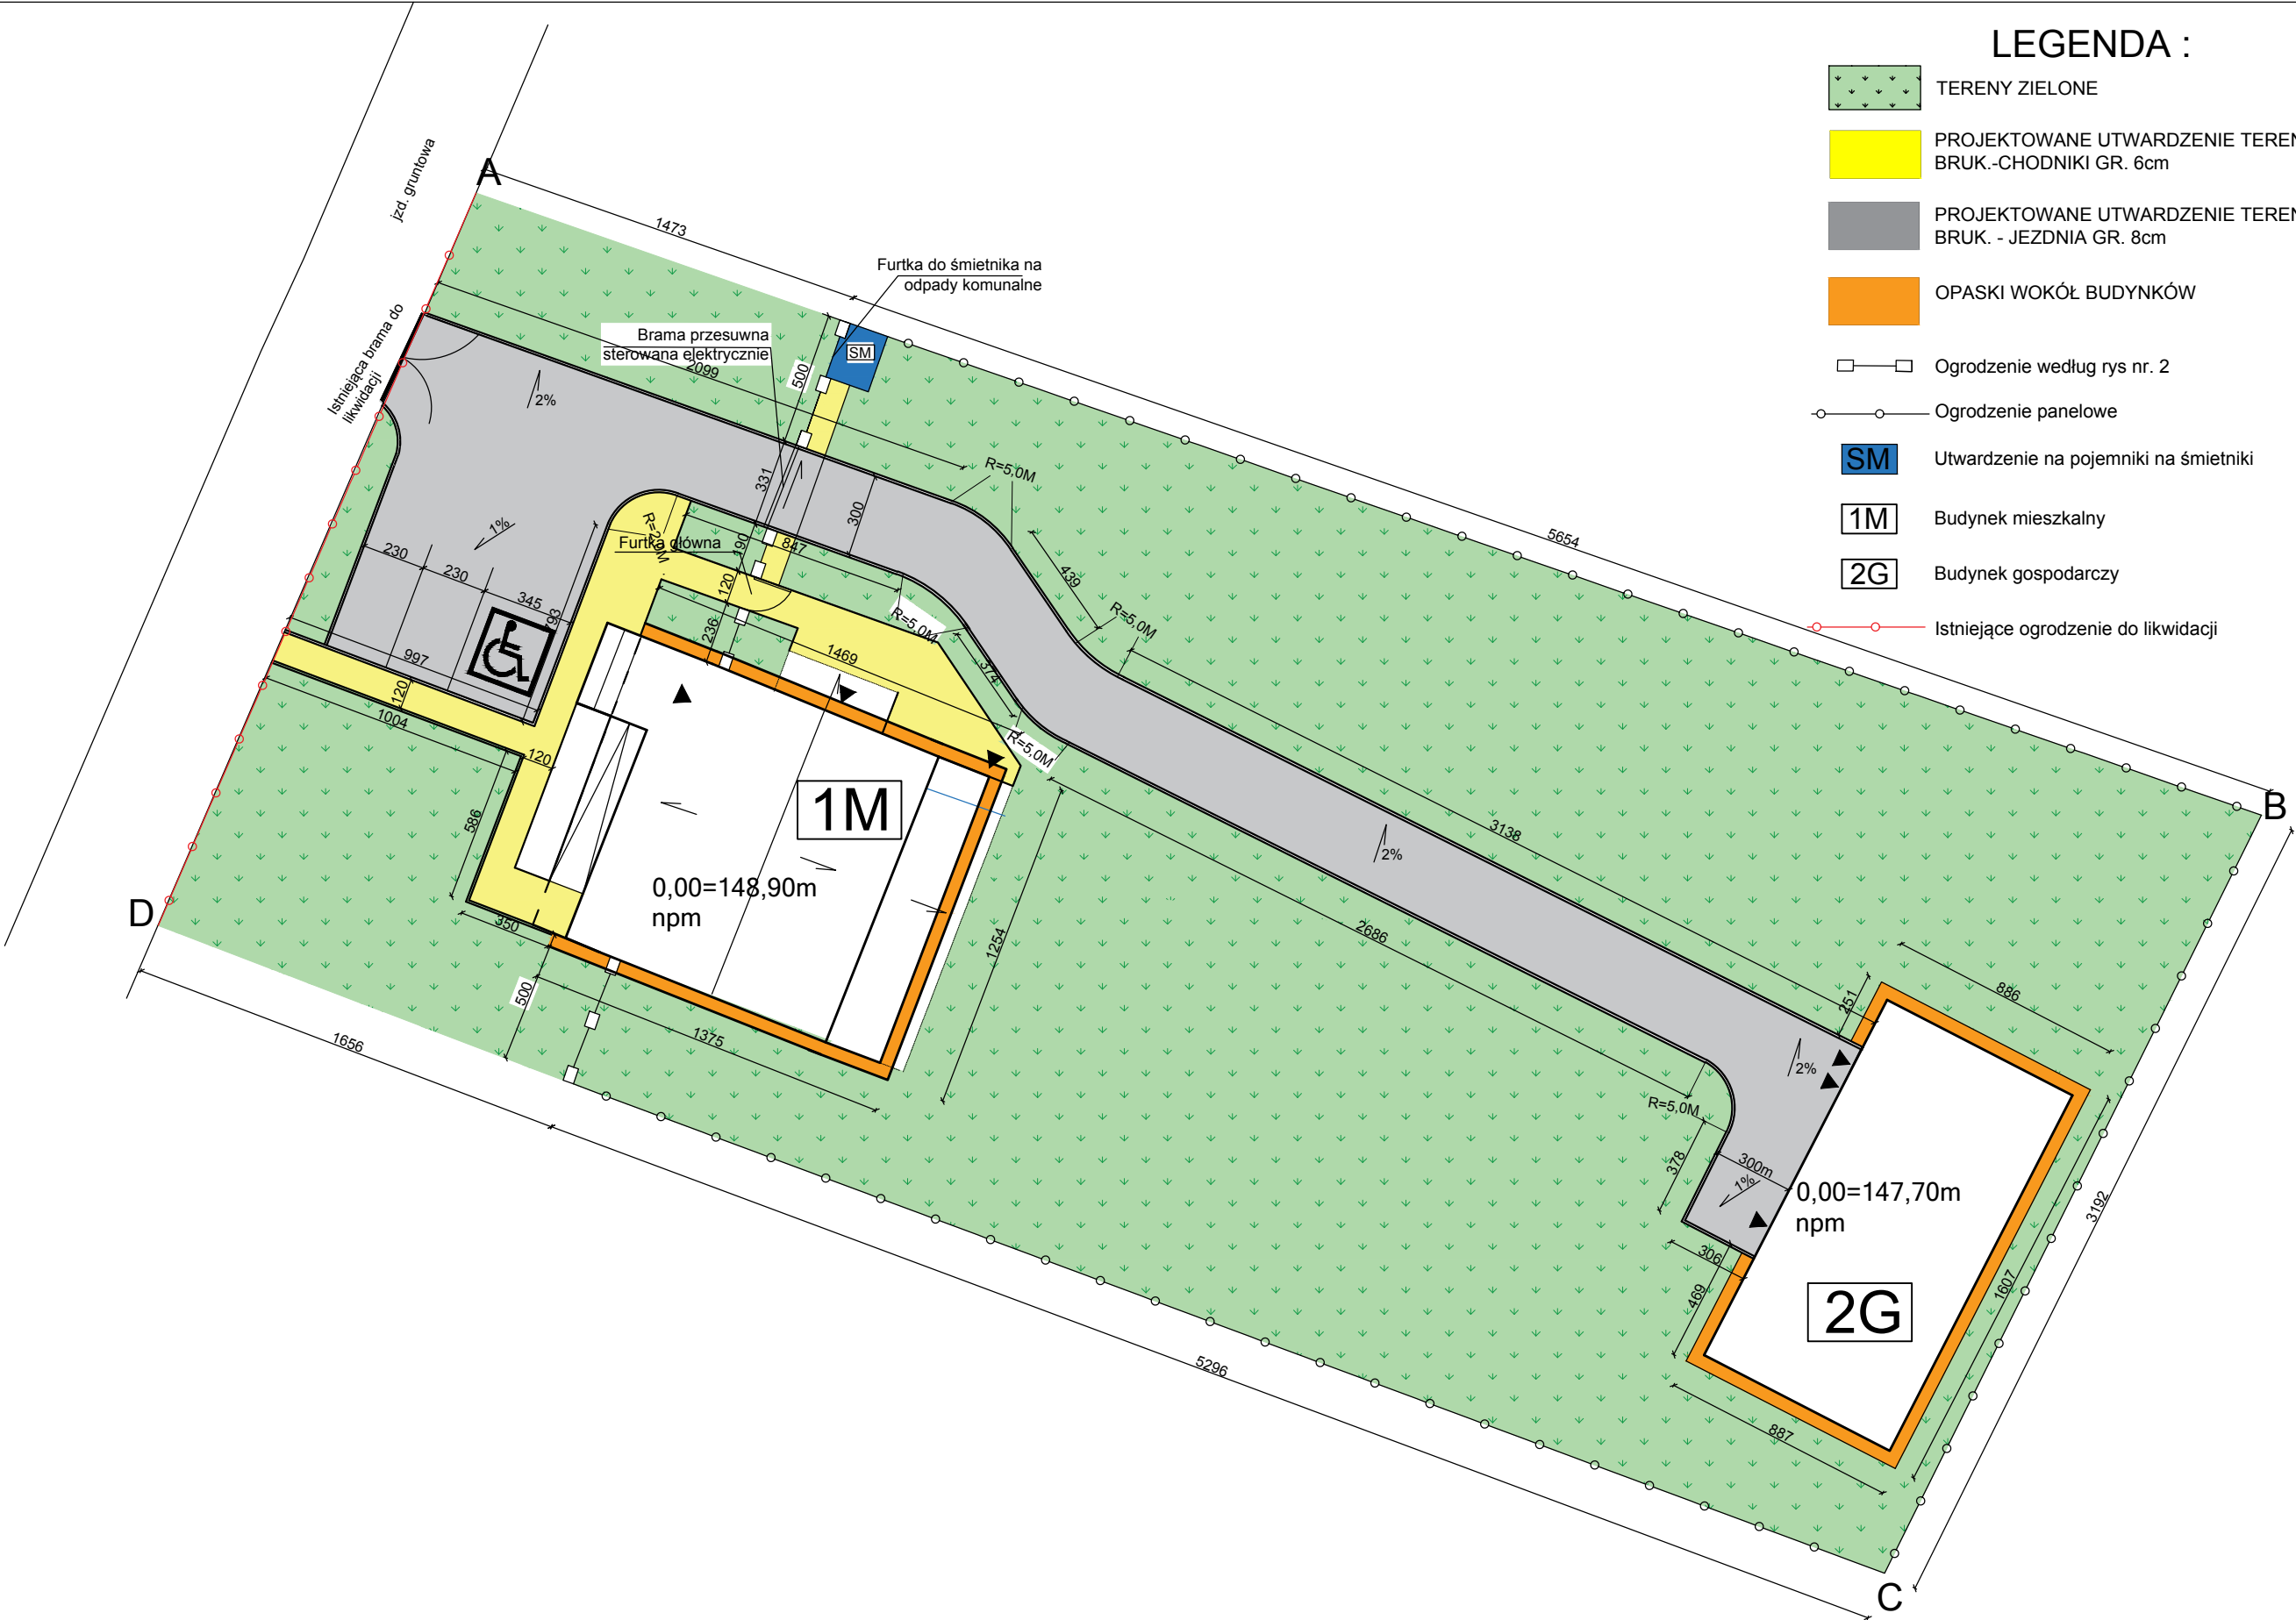 LEGENDA :
TERENY ZIELONE
PROJEKTOWANE UTWARDZENIE TEREN
BRUK.-CHODNIKI GR. 6cm
PROJEKTOWANE UTWARDZENIE TEREN
BRUK. - JEZDNIA GR. 8cm
OPASKI WOKÓŁ BUDYNKÓW
Ogrodzenie według rys nr. 2
Ogrodzenie panelowe
SM
Utwardzenie na pojemniki na śmietniki
1M
Budynek mieszkalny
2G
Budynek gospodarczy
Istniejące ogrodzenie do likwidacji
jzd. gruntowa
A
1473
Furtka do śmietnika na
odpady komunalne
Brama przesuwna
sterowana elektrycznie
SM
2099
500
Istniejąca brama do
likwidacji
2%
R=5,0M
331
300
5654
1%
Furtka główna
190
847
230
230
345
793
120
439
R=5,0M
R=5,0M
236
1469
374
997
120
1004
120
R=5,0M
B
1M
3138
2%
586
0,00=148,90m
npm
D
350
1254
2686
886
251
500
1375
1656
2%
R=5,0M
378
300m
1%
0,00=147,70m
npm
3192
306
469
1607
2G
5296
887
C